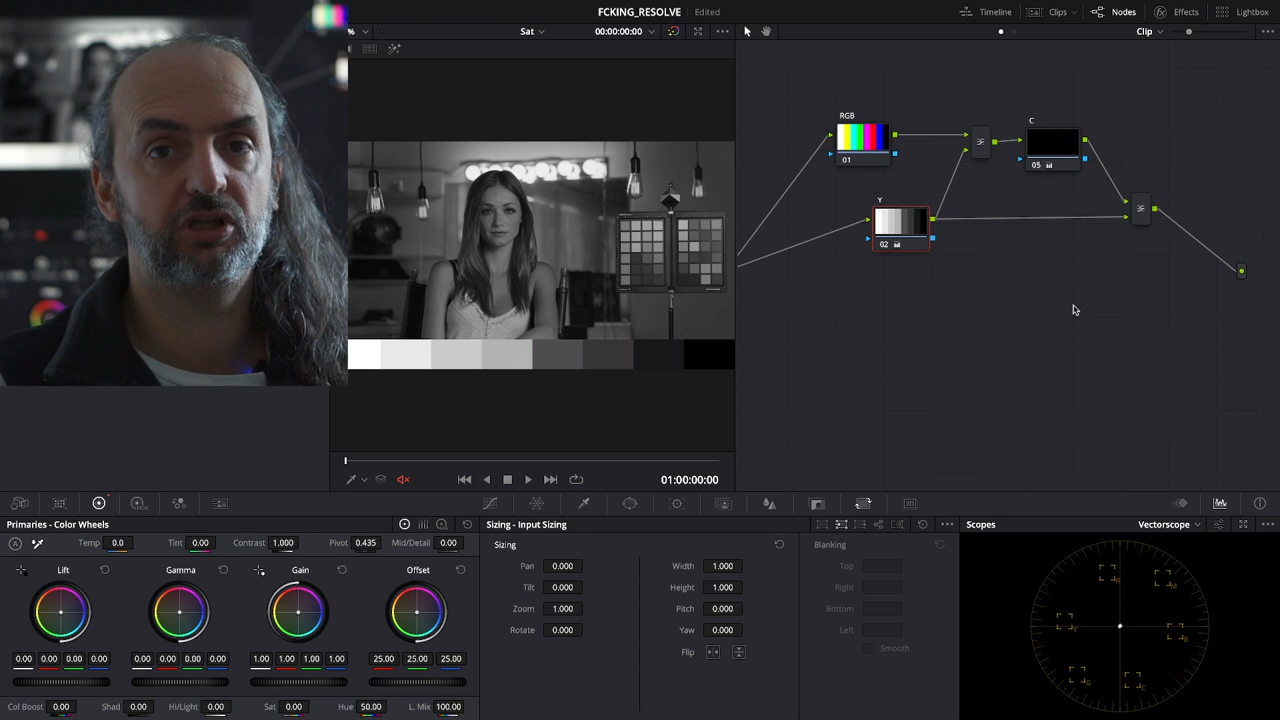 FCKING_RESOLVE Edited
Timeline Clips Nodes Effects Lightbox
% Sat 00:00:00:00 Clip
RGB
01
C
05
Y
02
01:00:00:00
Primaries - Color Wheels
Temp 0.0 Tint 0.00 Contrast 1.000 Pivot 0.435 Mid/Detail 0.00
Lift Gamma Gain Offset
0.00 0.00 0.00 0.00 0.00 0.00 0.00 0.00 1.00 1.00 1.00 1.00 25.00 25.00 25.00
Col Boost 0.00 Shad 0.00 Hi/Light 0.00 Sat 0.00 Hue 50.00 L. Mix 100.00
Sizing - Input Sizing
Sizing
Pan 0.000 Width 1.000
Tilt 0.000 Height 1.000
Zoom 1.000 Pitch 0.000
Rotate 0.000 Yaw 0.000
Flip
Blanking
Top
Right
Bottom
Left
Smooth
Scopes Vectorscope
R
M
Y
B
G
C